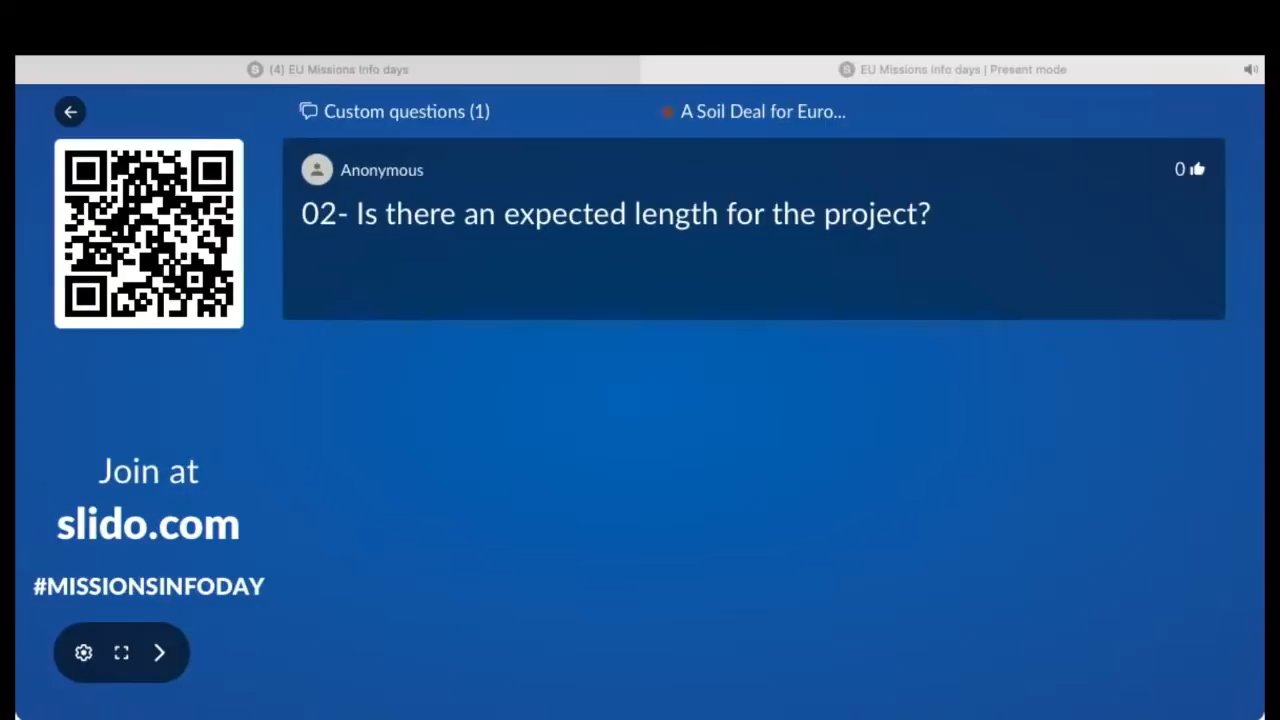 (4) EU Missions Info days
EU Missions Info days | Present mode
Custom questions (1)
A Soil Deal for Euro...
Anonymous
0
02- Is there an expected length for the project?
Join at
slido.com
#MISSIONSINFODAY